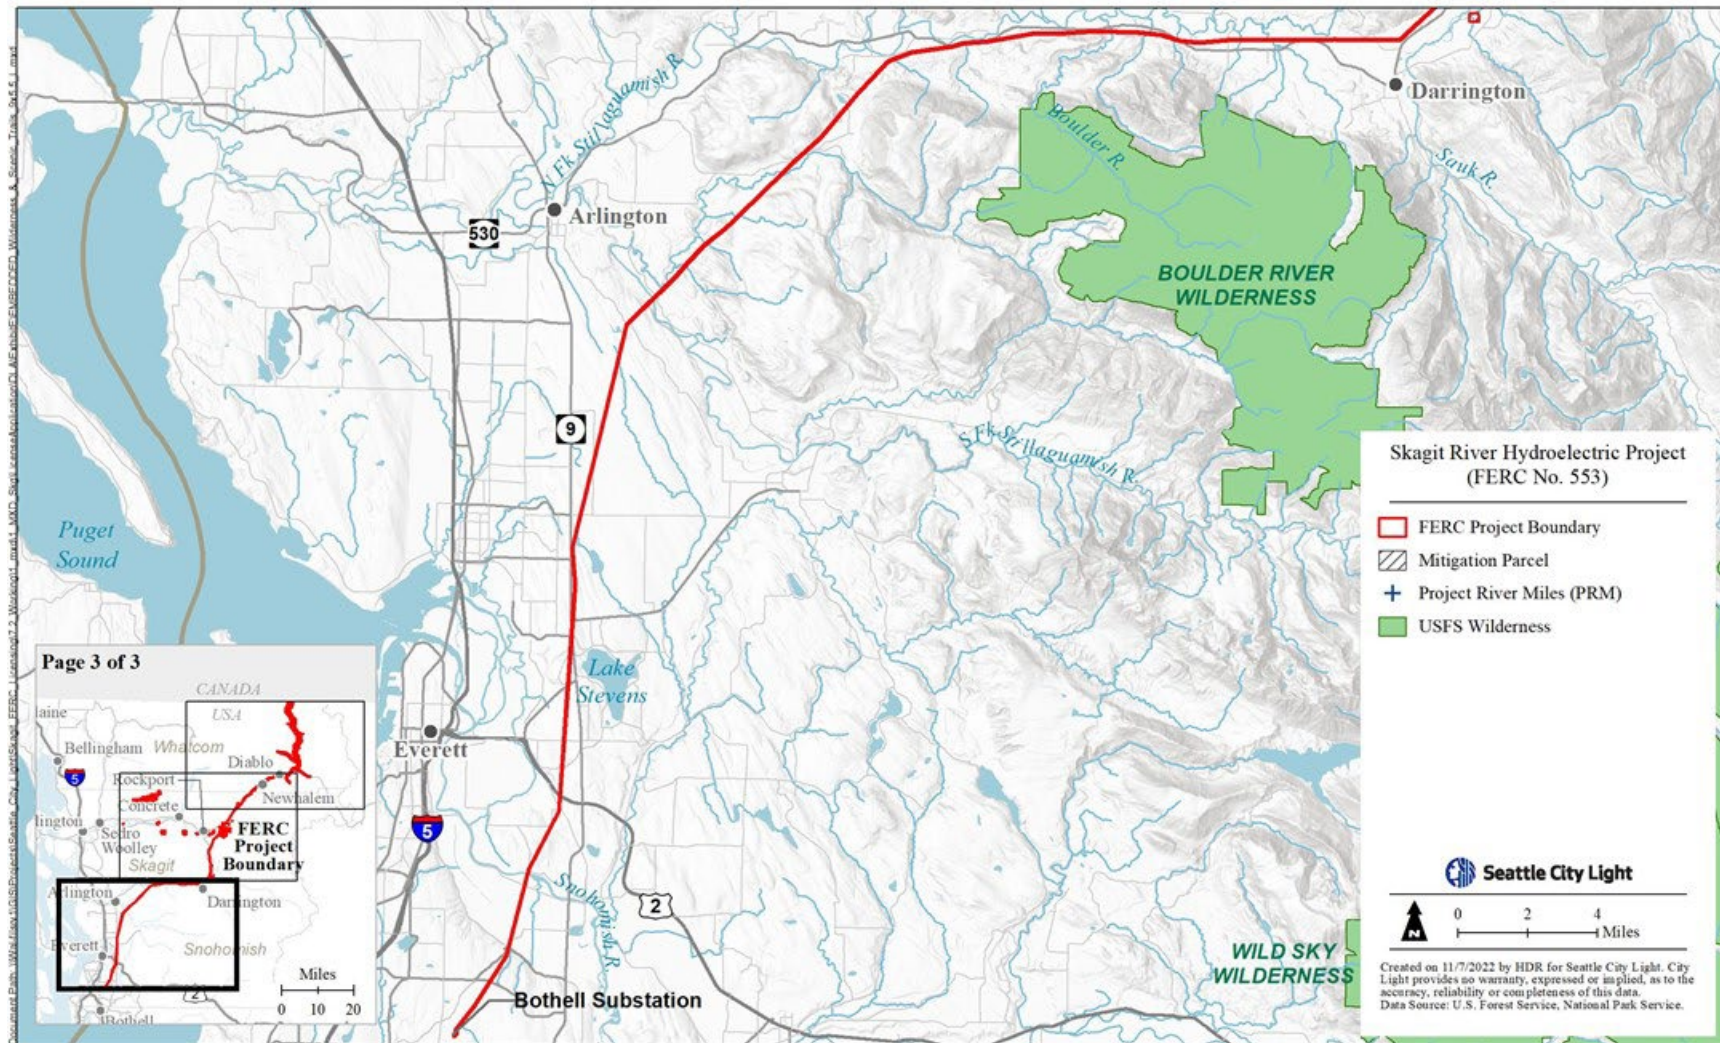 Darrington
N Fk Stillaguamish R.
Boulder R.
Sauk R.
Arlington
530
BOULDER RIVER
WILDERNESS
9
S Fk Stillaguamish R.
Puget
Sound
Lake
Stevens
Everett
5
Snohomish R.
2
WILD SKY
WILDERNESS
Bothell Substation
Page 3 of 3
CANADA
USA
laine
Bellingham
Whatcom
5
Diablo
Rockport
Newhalem
Concrete
lington
Sedro
Woolley
FERC
Project
Boundary
Skagit
Arlington
Darrington
Everett
Snohomish
Miles
0 10 20
2
Bothell
Skagit River Hydroelectric Project
(FERC No. 553)
FERC Project Boundary
Mitigation Parcel
Project River Miles (PRM)
USFS Wilderness
Seattle City Light
N
0 2 4
Miles
Created on 11/7/2022 by HDR for Seattle City Light. City
Light provides no warranty, expressed or implied, as to the
accuracy, reliability or completeness of this data.
Data Source: U.S. Forest Service, National Park Service.